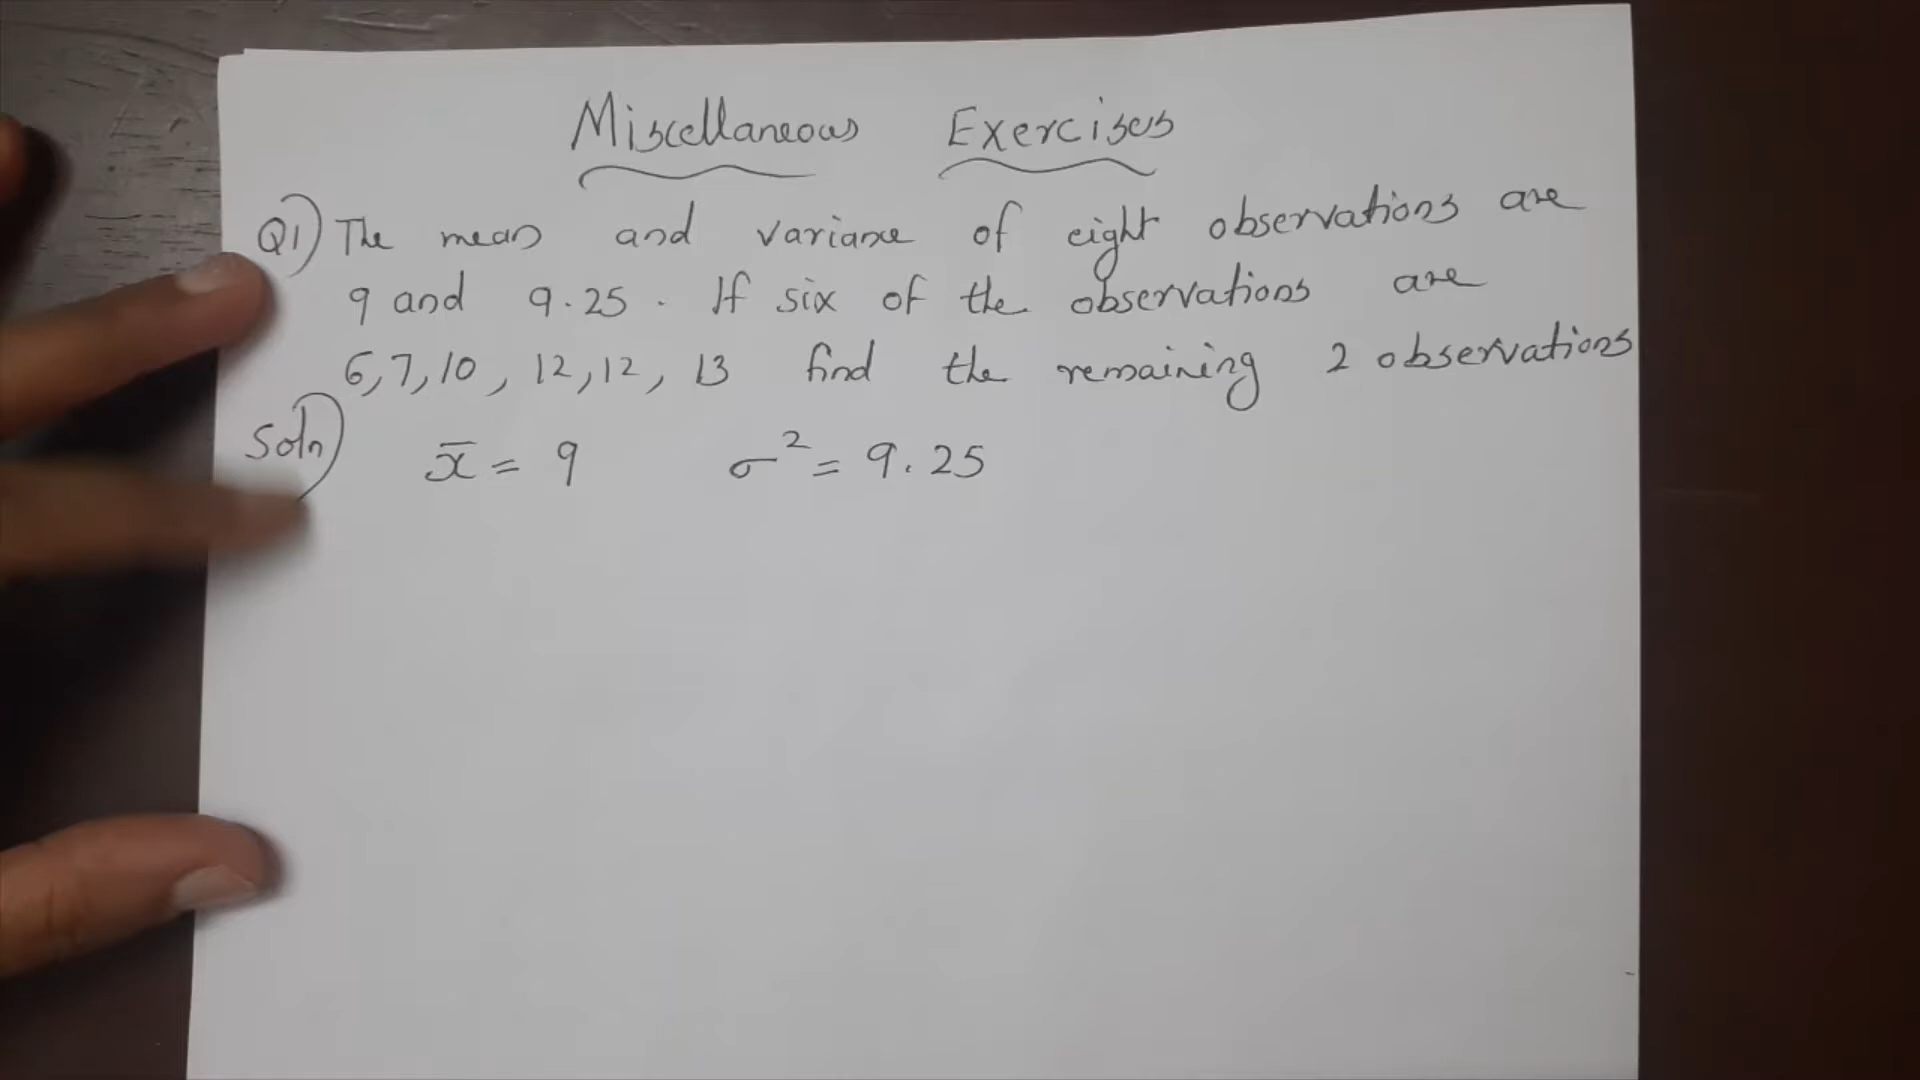 Miscellaneous Exercises
Q1) The mean and variance of eight observations are
9 and 9.25. If six of the observations are
6,7,10, 12,12, 13 find the remaining 2 observations
Soln) x̄ = 9 σ² = 9.25